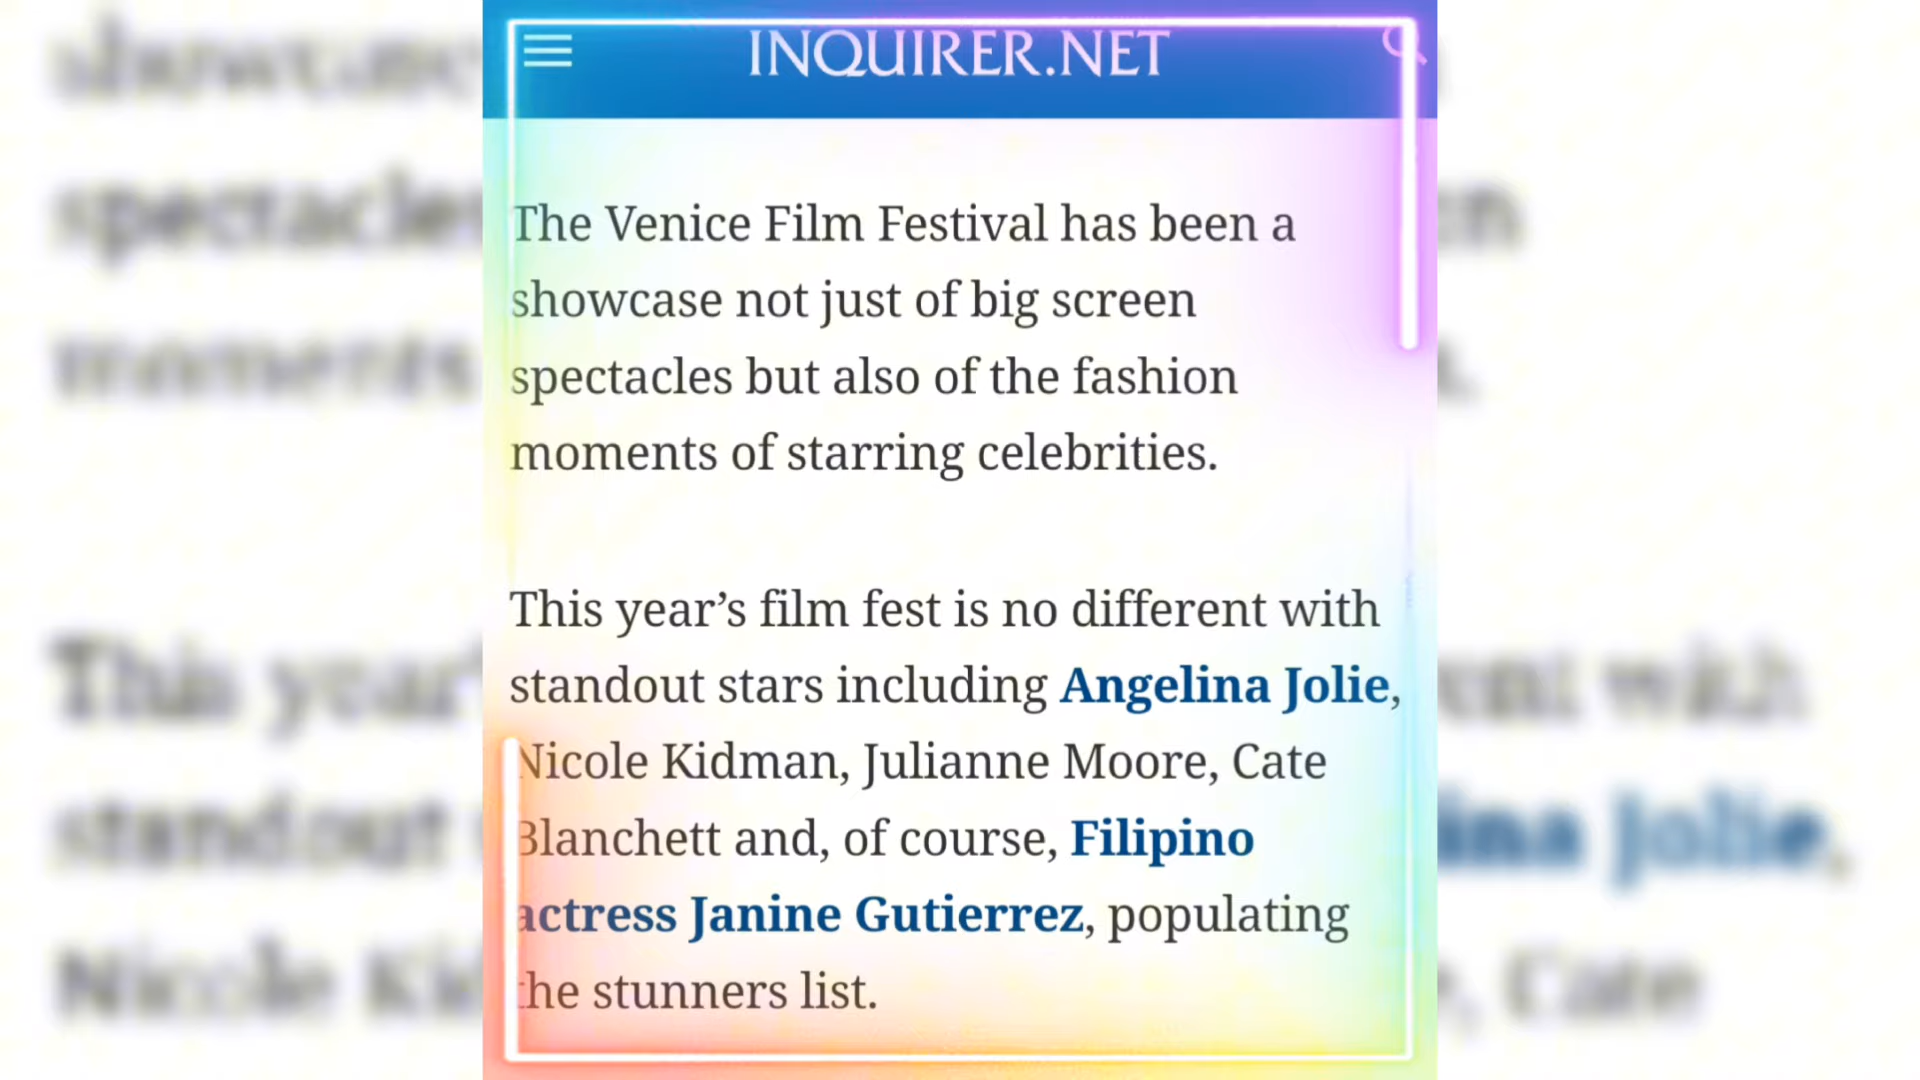 INQUIRER.NET
The Venice Film Festival has been a
showcase not just of big screen
spectacles but also of the fashion
moments of starring celebrities.
This year’s film fest is no different with
standout stars including Angelina Jolie,
Nicole Kidman, Julianne Moore, Cate
Blanchett and, of course, Filipino
actress Janine Gutierrez, populating
the stunners list.